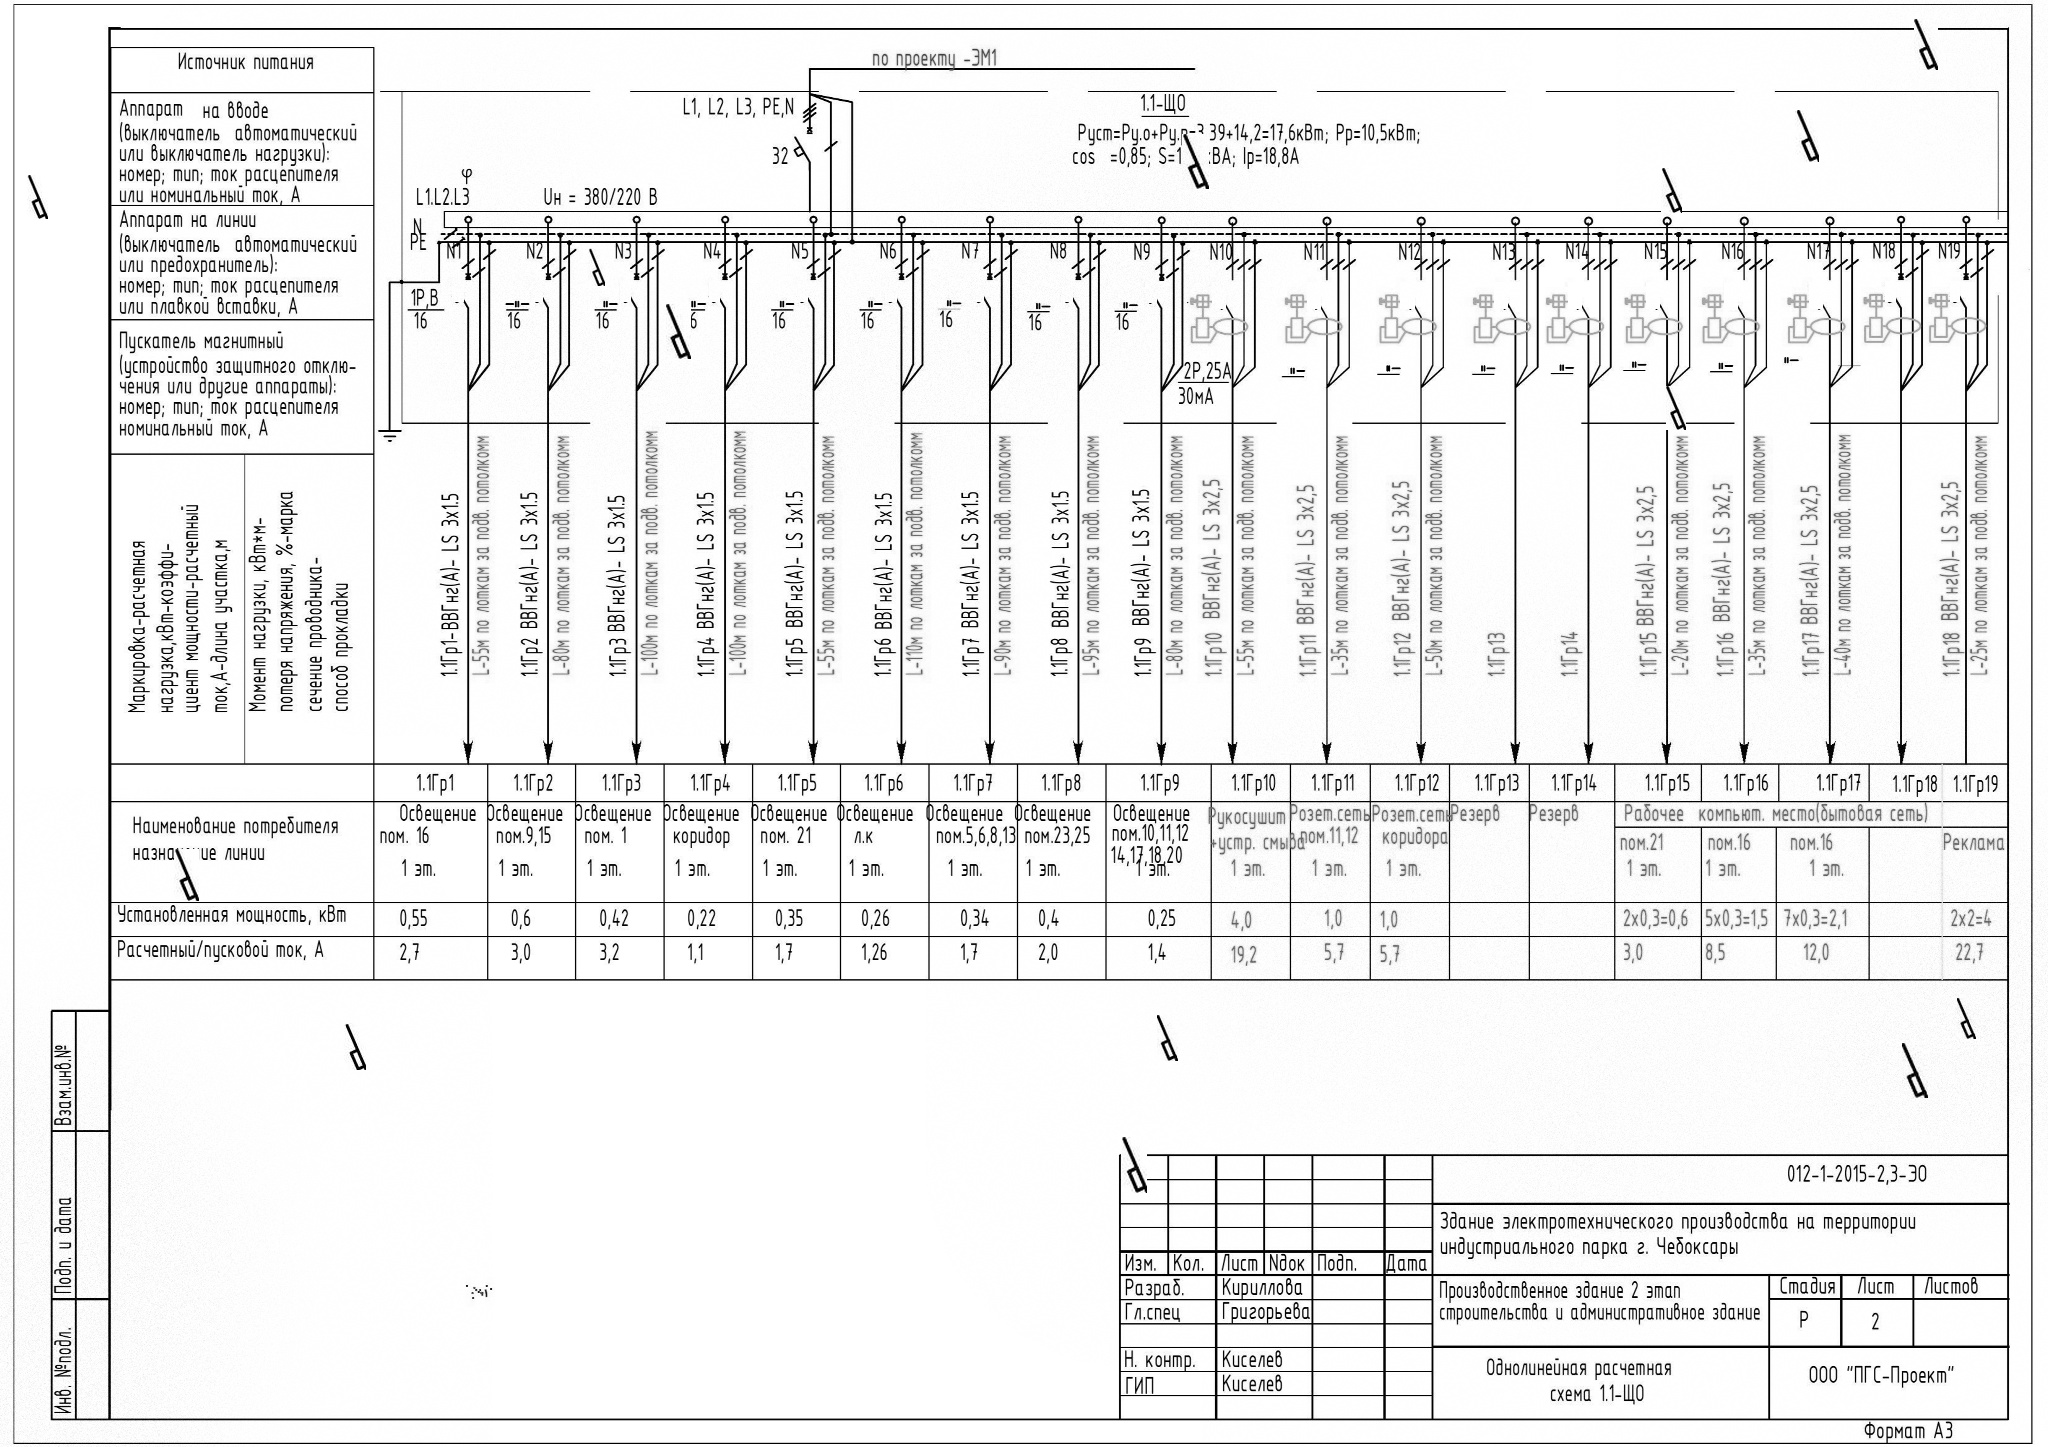 Источник питания
Аппарат на вводе
(выключатель автоматический
или выключатель нагрузки):
номер; тип; ток расцепителя
или номинальный ток, А
Аппарат на линии
(выключатель автоматический
или предохранитель):
номер; тип; ток расцепителя
или плавкой вставки, А
Пускатель магнитный
(устройство защитного отклю-
чения или другие аппараты):
номер; тип; ток расцепителя
номинальный ток, А
Маркировка-расчетная
нагрузка,кВт-коэффи-
циент мощности-расчетный
ток,А-длина участка,м
Момент нагрузки, кВт*м-
потеря напряжения, %-марка
сечение проводника-
способ прокладки
по проекту -ЭМ1
L1, L2, L3, PE,N
32
1.1-ЩО
Руст=Ру.о+Ру.р=3,39+14,2=17,6кВт; Рр=10,5кВт;
cos =0,85; S=1 ВА; Ip=18,8А
φ
L1.L2.L3
Uн = 380/220 В
N
PE
N1 N2 N3 N4 N5 N6 N7 N8 N9 N10 N11 N12 N13 N14 N15 N16 N17 N18 N19
1Р,В
16
-"- 16
-"- 16
-"- 6
-"- 16
-"- 16
-"- 16
-"- 16
-"- 16
2Р,25А
30мА
-"- -"- -"- -"- -"- -"- -"-
1.1Гр1-ВВГнг(А)- LS 3х1.5
L-55м по лоткам за подв. потолкомм
1.1Гр2 ВВГнг(А)- LS 3х1.5
L-80м по лоткам за подв. потолкомм
1.1Гр3 ВВГнг(А)- LS 3х1.5
L-100м по лоткам за подв. потолкомм
1.1Гр4 ВВГнг(А)- LS 3х1.5
L-100м по лоткам за подв. потолкомм
1.1Гр5 ВВГнг(А)- LS 3х1.5
L-55м по лоткам за подв. потолкомм
1.1Гр6 ВВГнг(А)- LS 3х1.5
L-110м по лоткам за подв. потолкомм
1.1Гр7 ВВГнг(А)- LS 3х1.5
L-90м по лоткам за подв. потолкомм
1.1Гр8 ВВГнг(А)- LS 3х1.5
L-95м по лоткам за подв. потолкомм
1.1Гр9 ВВГнг(А)- LS 3х1.5
L-80м по лоткам за подв. потолкомм
1.1Гр10 ВВГнг(А)- LS 3х2,5
L-55м по лоткам за подв. потолкомм
1.1Гр11 ВВГнг(А)- LS 3х2,5
L-35м по лоткам за подв. потолкомм
1.1Гр12 ВВГнг(А)- LS 3х2,5
L-50м по лоткам за подв. потолкомм
1.1Гр13
1.1Гр14
1.1Гр15 ВВГнг(А)- LS 3х2,5
L-20м по лоткам за подв. потолкомм
1.1Гр16 ВВГнг(А)- LS 3х2,5
L-35м по лоткам за подв. потолкомм
1.1Гр17 ВВГнг(А)- LS 3х2,5
L-40м по лоткам за подв. потолкомм
1.1Гр18 ВВГнг(А)- LS 3х2,5
L-25м по лоткам за подв. потолкомм
1.1Гр1 1.1Гр2 1.1Гр3 1.1Гр4 1.1Гр5 1.1Гр6 1.1Гр7 1.1Гр8 1.1Гр9 1.1Гр10 1.1Гр11 1.1Гр12 1.1Гр13 1.1Гр14 1.1Гр15 1.1Гр16 1.1Гр17 1.1Гр18 1.1Гр19
Наименование потребителя
назначение линии
Освещение
пом. 16
1 эт.
Освещение
пом.9,15
1 эт.
Освещение
пом. 1
1 эт.
Освещение
коридор
1 эт.
Освещение
пом. 21
1 эт.
Освещение
л.к
1 эт.
Освещение
пом.5,6,8,13
1 эт.
Освещение
пом.23,25
1 эт.
Освещение
пом.10,11,12
14,17,18,20
1 эт.
Рукосушит
+устр. смыва
1 эт.
Розет.сеть
пом.11,12
1 эт.
Розет.сеть
коридора
1 эт.
Резерв
Резерв
Рабочее компьют. место(бытовая сеть)
пом.21
1 эт.
пом.16
1 эт.
пом.16
1 эт.
Реклама
Установленная мощность, кВт
0,55 0,6 0,42 0,22 0,35 0,26 0,34 0,4 0,25 4,0 1,0 1,0 2х0,3=0,6 5х0,3=1,5 7х0,3=2,1 2х2=4
Расчетный/пусковой ток, А
2,7 3,0 3,2 1,1 1,7 1,26 1,7 2,0 1,4 19,2 5,7 5,7 3,0 8,5 12,0 22,7
Взам.инв.№
Подп. и дата
Инв. №подл.
012-1-2015-2,3-ЭО
Здание электротехнического производства на территории
индустриального парка г. Чебоксары
Изм. Кол. Лист Nдок Подп. Дата
Разраб. Кириллова
Гл.спец Григорьева
Н. контр. Киселев
ГИП Киселев
Производственное здание 2 этап
строительства и административное здание
Стадия Лист Листов
Р 2
Однолинейная расчетная
схема 1.1-ЩО
ООО "ПГС-Проект"
Формат А3